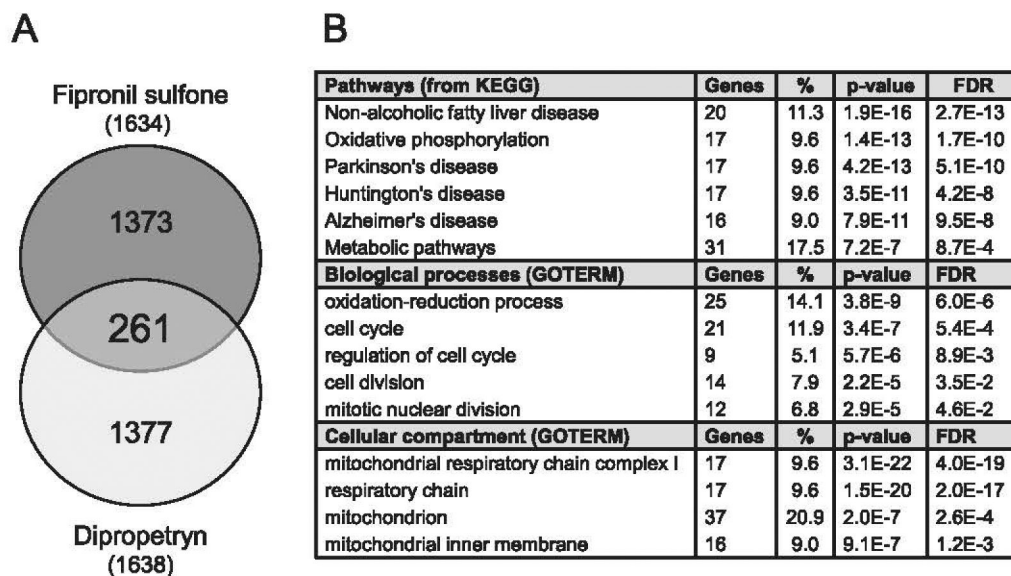 A
Fipronil sulfone
(1634)
1373
261
1377
Dipropetryn
(1638)
B
Pathways (from KEGG) Genes % p-value FDR
Non-alcoholic fatty liver disease 20 11.3 1.9E-16 2.7E-13
Oxidative phosphorylation 17 9.6 1.4E-13 1.7E-10
Parkinson's disease 17 9.6 4.2E-13 5.1E-10
Huntington's disease 17 9.6 3.5E-11 4.2E-8
Alzheimer's disease 16 9.0 7.9E-11 9.5E-8
Metabolic pathways 31 17.5 7.2E-7 8.7E-4
Biological processes (GOTERM) Genes % p-value FDR
oxidation-reduction process 25 14.1 3.8E-9 6.0E-6
cell cycle 21 11.9 3.4E-7 5.4E-4
regulation of cell cycle 9 5.1 5.7E-6 8.9E-3
cell division 14 7.9 2.2E-5 3.5E-2
mitotic nuclear division 12 6.8 2.9E-5 4.6E-2
Cellular compartment (GOTERM) Genes % p-value FDR
mitochondrial respiratory chain complex I 17 9.6 3.1E-22 4.0E-19
respiratory chain 17 9.6 1.5E-20 2.0E-17
mitochondrion 37 20.9 2.0E-7 2.6E-4
mitochondrial inner membrane 16 9.0 9.1E-7 1.2E-3